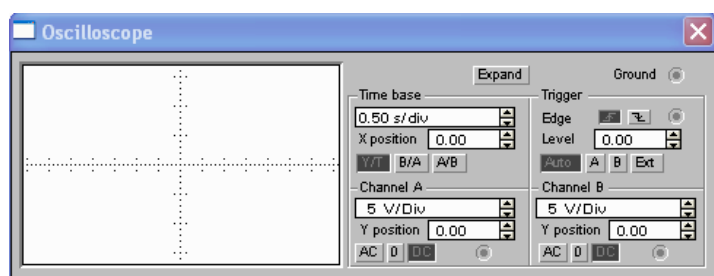 Oscilloscope
Expand Ground
Time base
0.50 s/div
X position 0.00
Y/T B/A A/B
Trigger
Edge
Level 0.00
Auto A B Ext
Channel A
5 V/Div
Y position 0.00
AC 0 DC
Channel B
5 V/Div
Y position 0.00
AC 0 DC